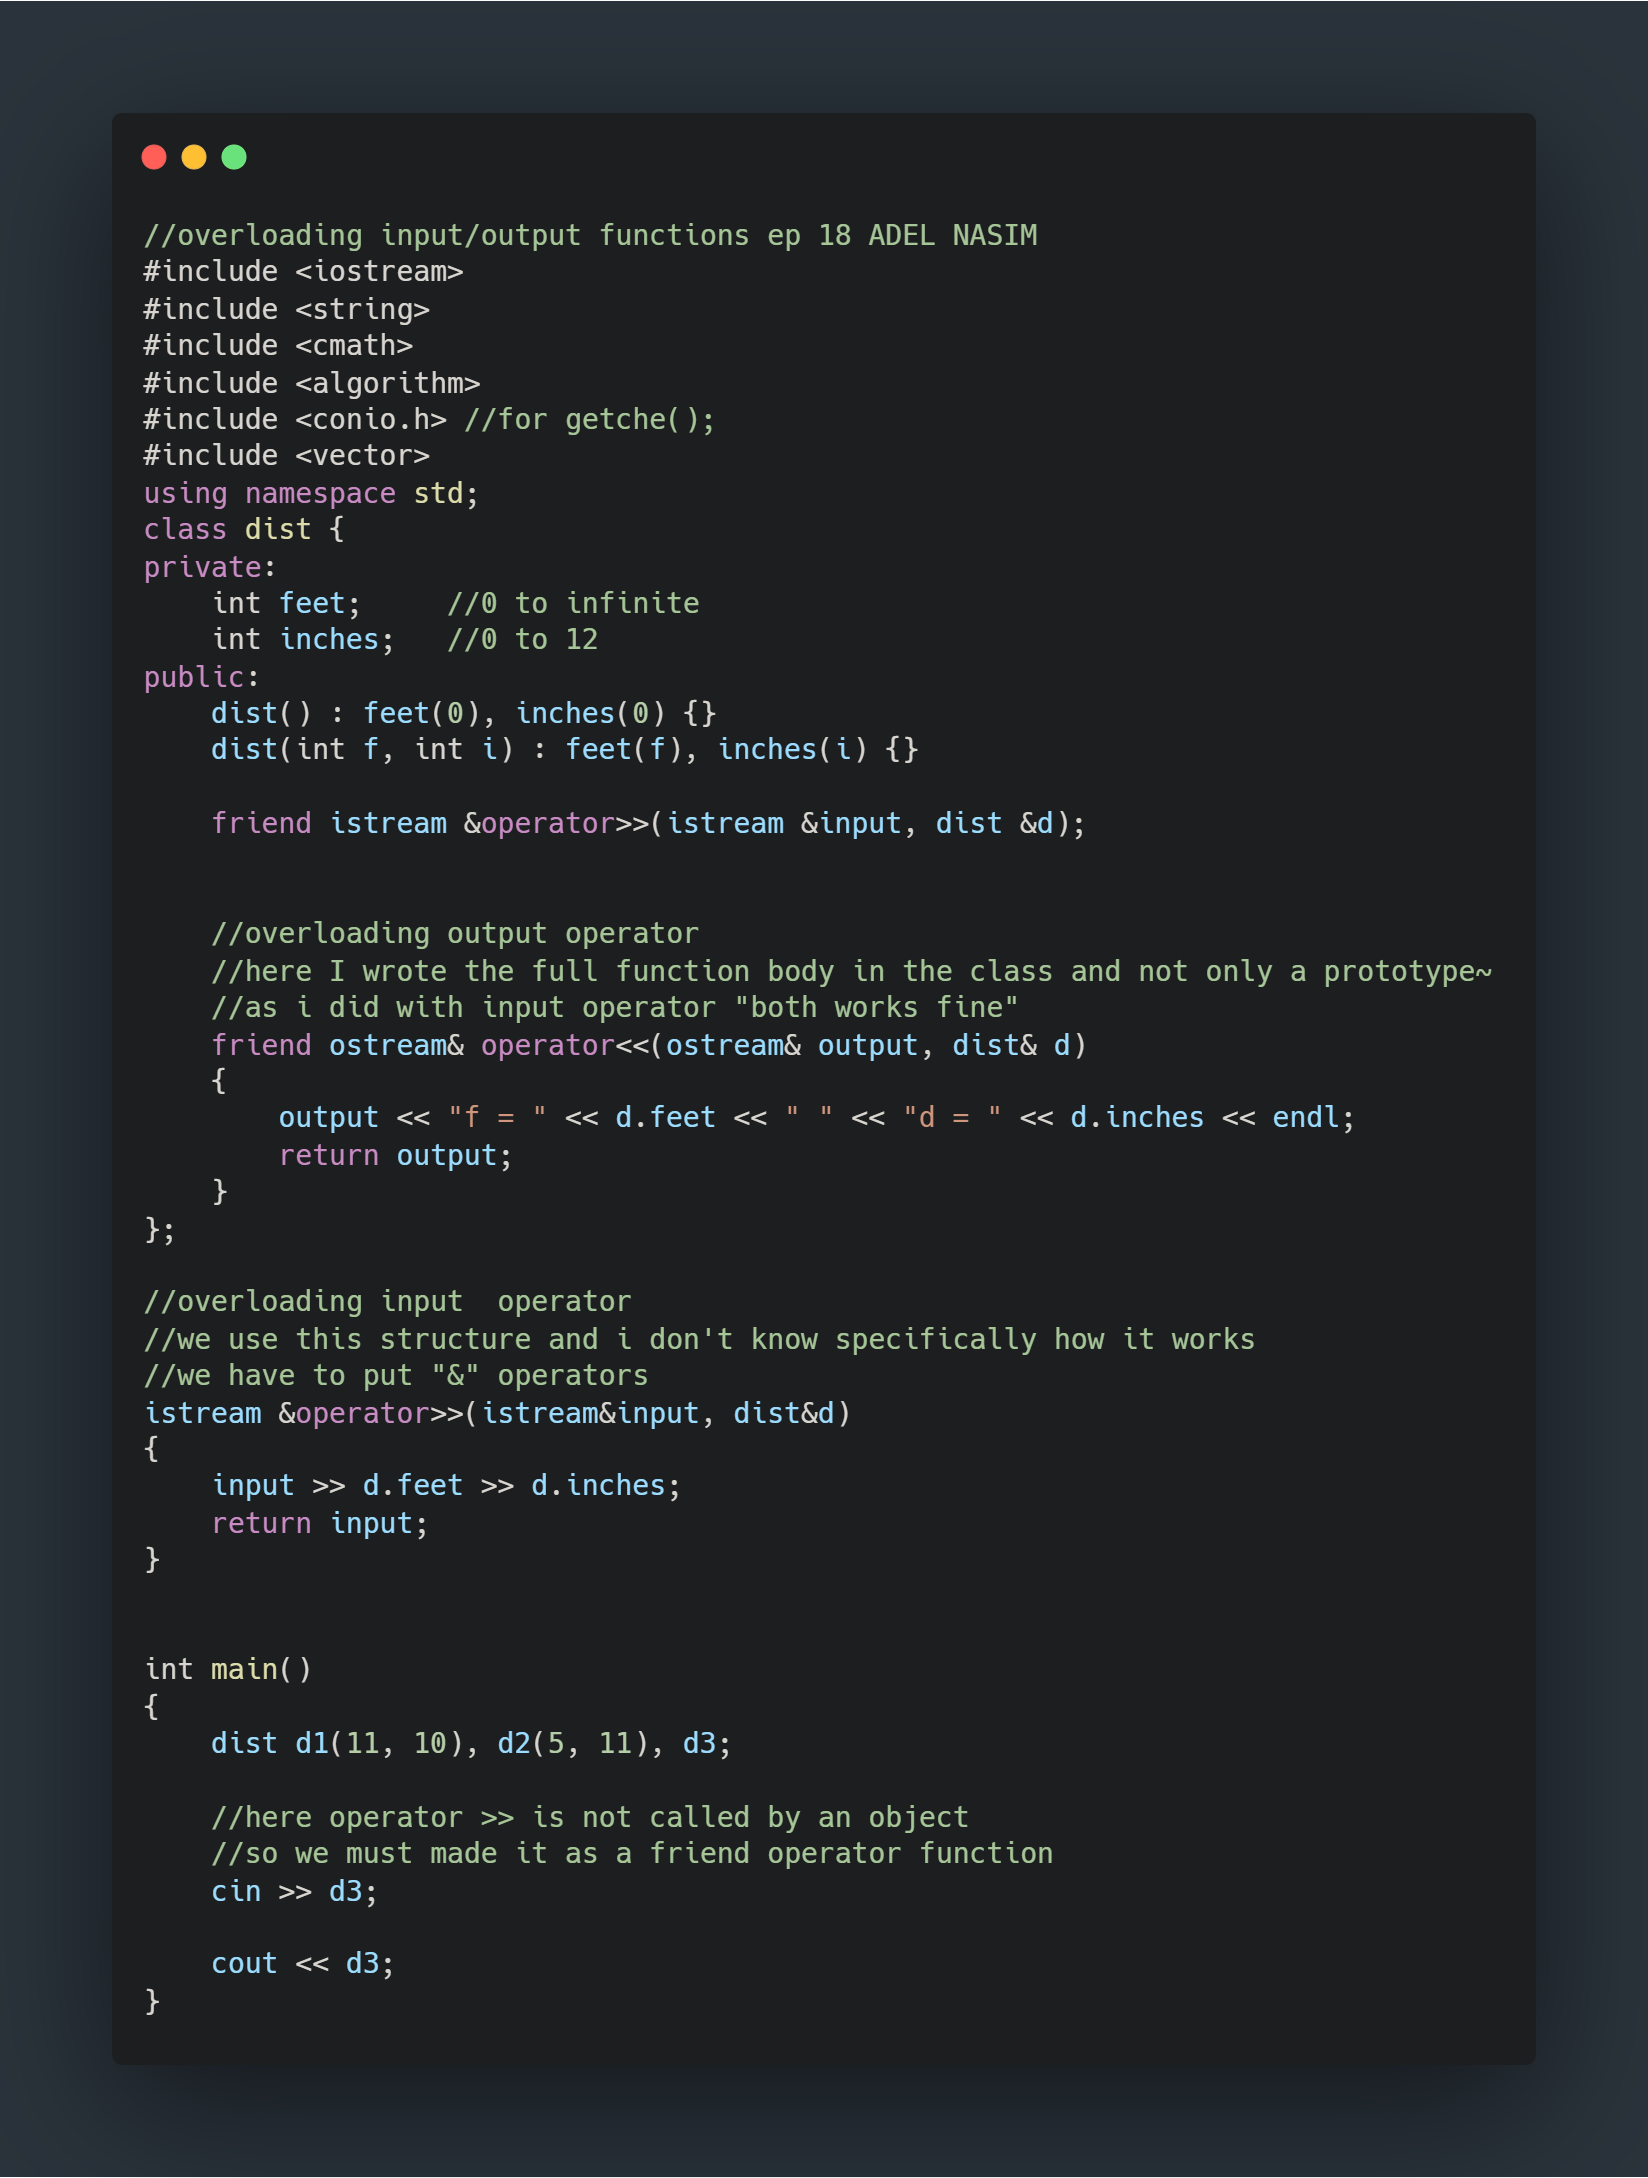 //overloading input/output functions ep 18 ADEL NASIM
#include <iostream>
#include <string>
#include <cmath>
#include <algorithm>
#include <conio.h> //for getche();
#include <vector>
using namespace std;
class dist {
private:
    int feet;     //0 to infinite
    int inches;   //0 to 12
public:
    dist() : feet(0), inches(0) {}
    dist(int f, int i) : feet(f), inches(i) {}

    friend istream &operator>>(istream &input, dist &d);


    //overloading output operator
    //here I wrote the full function body in the class and not only a prototype~
    //as i did with input operator "both works fine"
    friend ostream& operator<<(ostream& output, dist& d)
    {
        output << "f = " << d.feet << " " << "d = " << d.inches << endl;
        return output;
    }
};

//overloading input  operator
//we use this structure and i don't know specifically how it works
//we have to put "&" operators
istream &operator>>(istream&input, dist&d)
{
    input >> d.feet >> d.inches;
    return input;
}


int main()
{
    dist d1(11, 10), d2(5, 11), d3;

    //here operator >> is not called by an object
    //so we must made it as a friend operator function
    cin >> d3;

    cout << d3;
}